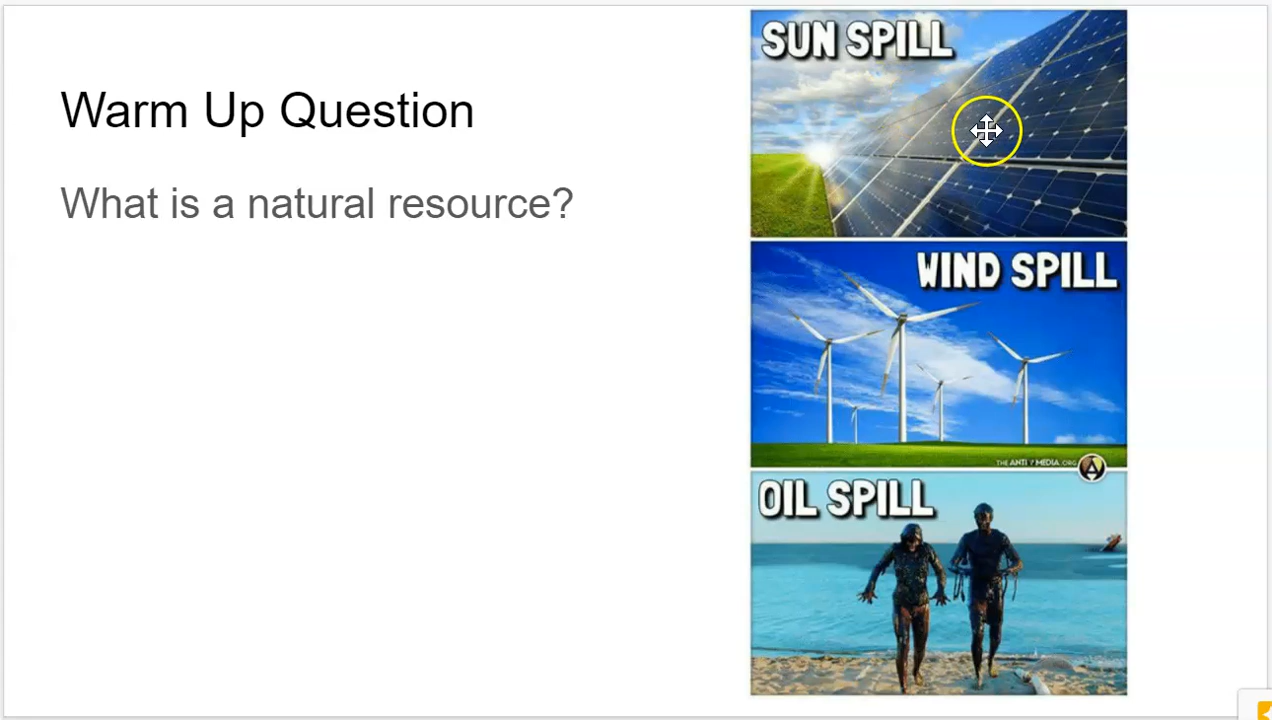 Warm Up Question
What is a natural resource?
SUN SPILL
WIND SPILL
THE ANTI MEDIA.ORG
OIL SPILL